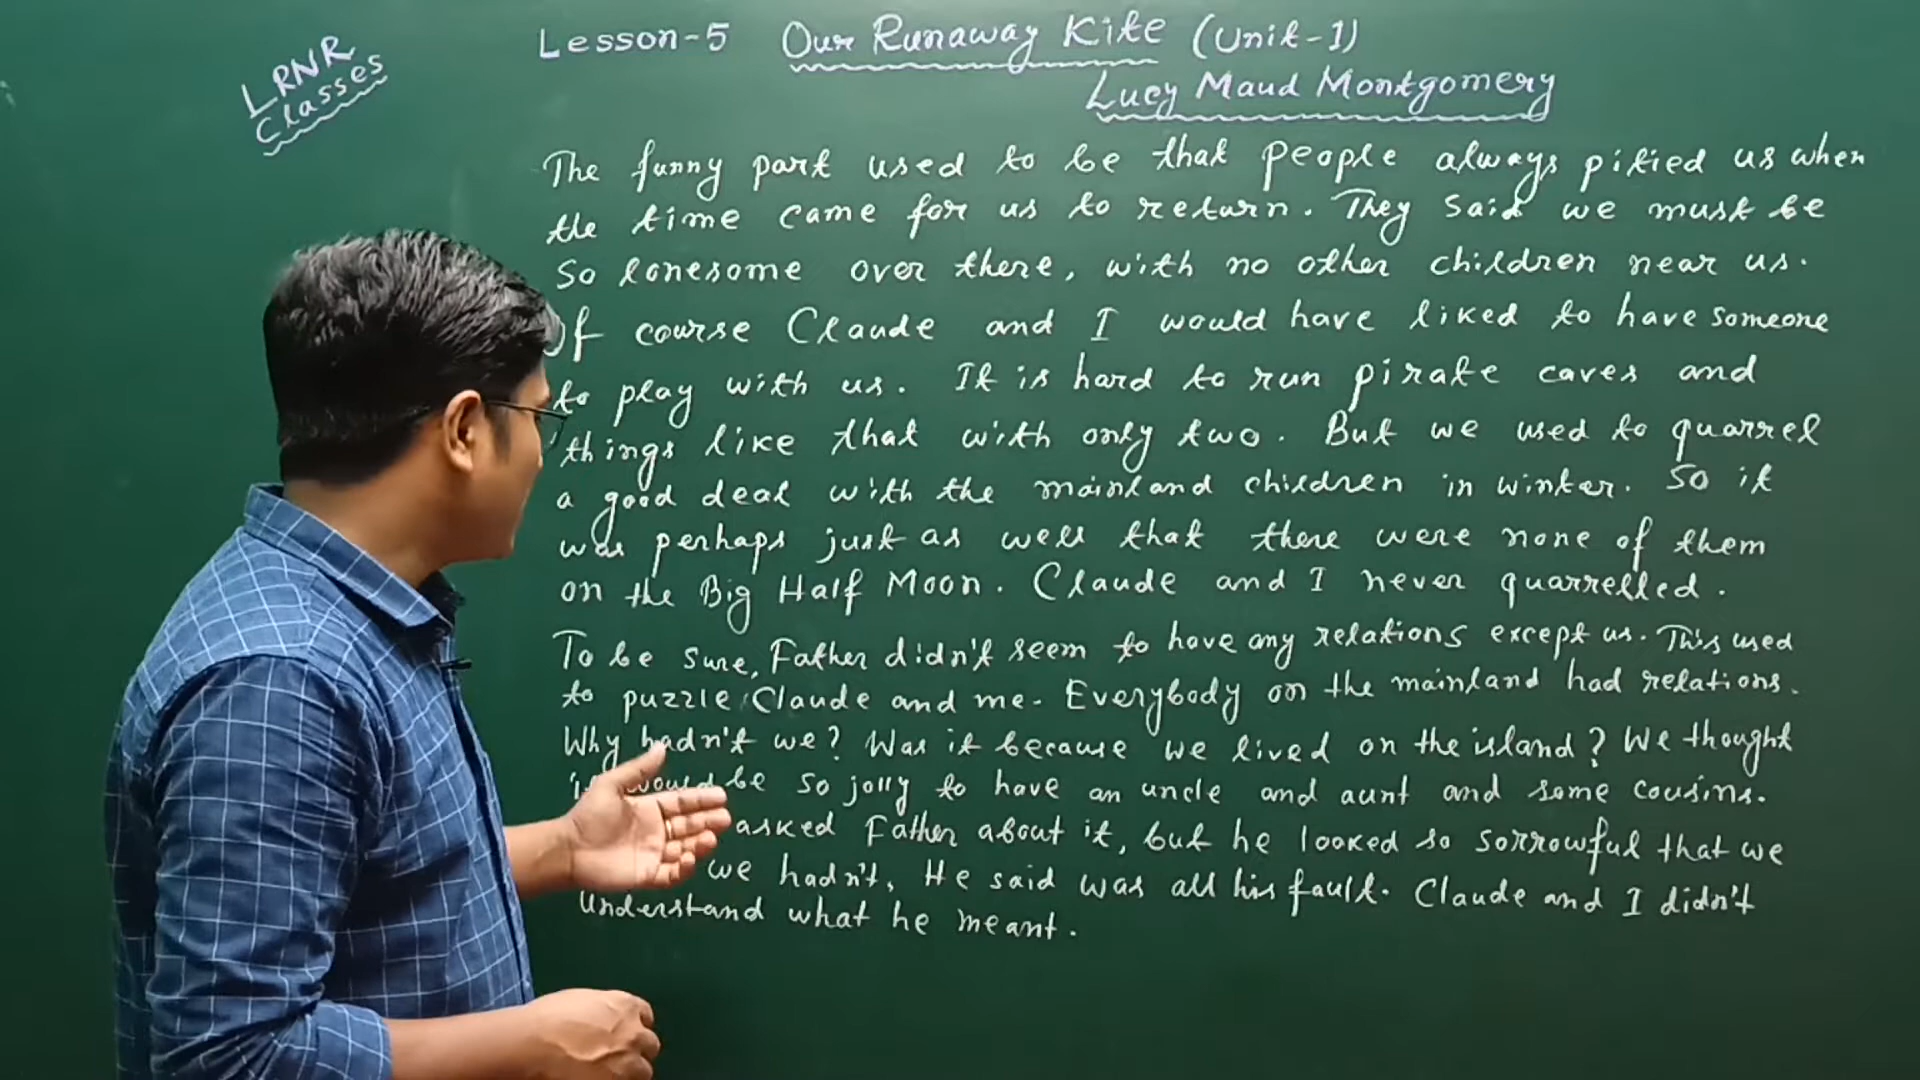 LRNR
Classes
Lesson-5 Our Runaway Kite (Unit-1)
Lucy Maud Montgomery
The funny part used to be that people always pitied us when
the time came for us to return. They said we must be
so lonesome over there, with no other children near us.
Of course Claude and I would have liked to have someone
to play with us. It is hard to run pirate caves and
things like that with only two. But we used to quarrel
a good deal with the mainland children in winter. So it
was perhaps just as well that there were none of them
on the Big Half Moon. Claude and I never quarrelled.
To be sure, Father didn't seem to have any relations except us. This used
to puzzle Claude and me. Everybody on the mainland had relations.
Why hadn't we? Was it because we lived on the island? We thought
it would be so jolly to have an uncle and aunt and some cousins.
asked Father about it, but he looked so sorrowful that we
we hadn't, He said was all his fault. Claude and I didn't
Understand what he meant.